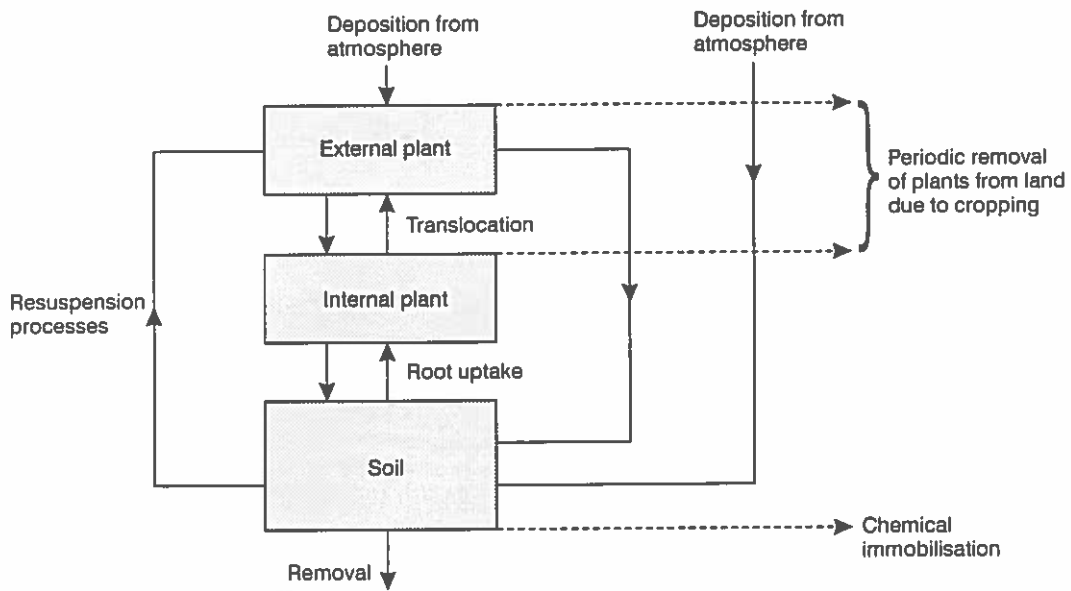 Deposition from
atmosphere
Deposition from
atmosphere
External plant
Periodic removal
of plants from land
due to cropping
Translocation
Internal plant
Resuspension
processes
Root uptake
Soil
Chemical
immobilisation
Removal